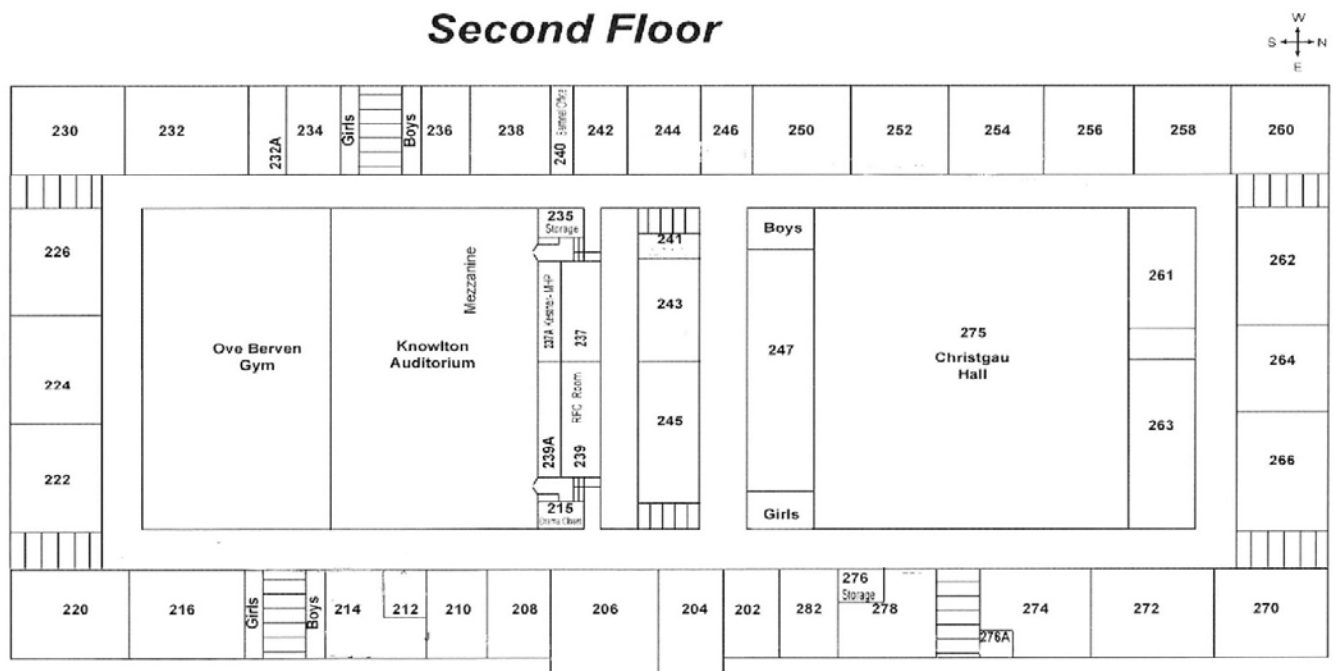 Second Floor
W
S N
E
230
232
232A
234
Girls
Boys
236
238
240
242
244
246
250
252
254
256
258
260
226
224
222
235
Storage
241
Boys
261
262
Mezzanine
237
243
247
275
Christgau
Hall
264
Ove Berven
Gym
Knowlton
Auditorium
239A
239
RFC Room
245
263
266
215
Girls
220
216
Girls
Boys
214
212
210
208
206
204
202
282
276
Storage
278
274
276A
272
270